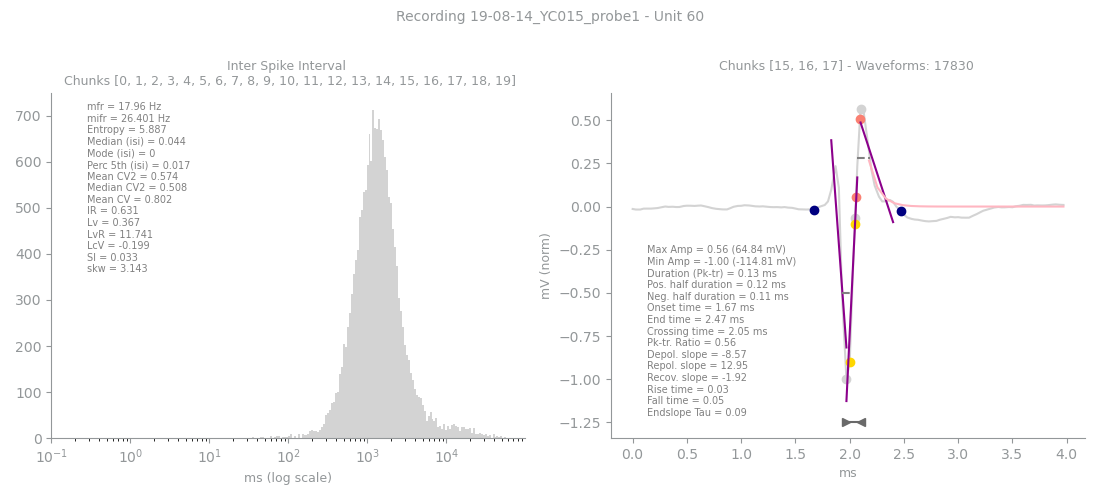 Recording 19-08-14_YC015_probe1 - Unit 60
Inter Spike Interval
Chunks [0, 1, 2, 3, 4, 5, 6, 7, 8, 9, 10, 11, 12, 13, 14, 15, 16, 17, 18, 19]
700
600
500
400
300
200
100
0
mfr = 17.96 Hz
mifr = 26.401 Hz
Entropy = 5.887
Median (isi) = 0.044
Mode (isi) = 0
Perc 5th (isi) = 0.017
Mean CV2 = 0.574
Median CV2 = 0.508
Mean CV = 0.802
IR = 0.631
Lv = 0.367
LvR = 11.741
LcV = -0.199
SI = 0.033
skw = 3.143
10⁻¹ 10⁰ 10¹ 10² 10³ 10⁴
ms (log scale)
Chunks [15, 16, 17] - Waveforms: 17830
mV (norm)
0.50
0.25
0.00
−0.25
−0.50
−0.75
−1.00
−1.25
Max Amp = 0.56 (64.84 mV)
Min Amp = -1.00 (-114.81 mV)
Duration (Pk-tr) = 0.13 ms
Pos. half duration = 0.12 ms
Neg. half duration = 0.11 ms
Onset time = 1.67 ms
End time = 2.47 ms
Crossing time = 2.05 ms
Pk-tr. Ratio = 0.56
Depol. slope = -8.57
Repol. slope = 12.95
Recov. slope = -1.92
Rise time = 0.03
Fall time = 0.05
Endslope Tau = 0.09
0.0 0.5 1.0 1.5 2.0 2.5 3.0 3.5 4.0
ms